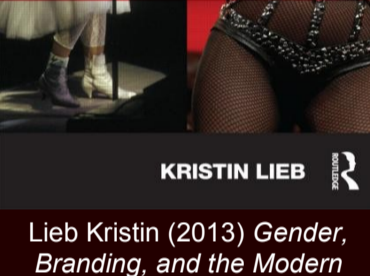 KRISTIN LIEB
ROUTLEDGE
Lieb Kristin (2013) Gender,
Branding, and the Modern